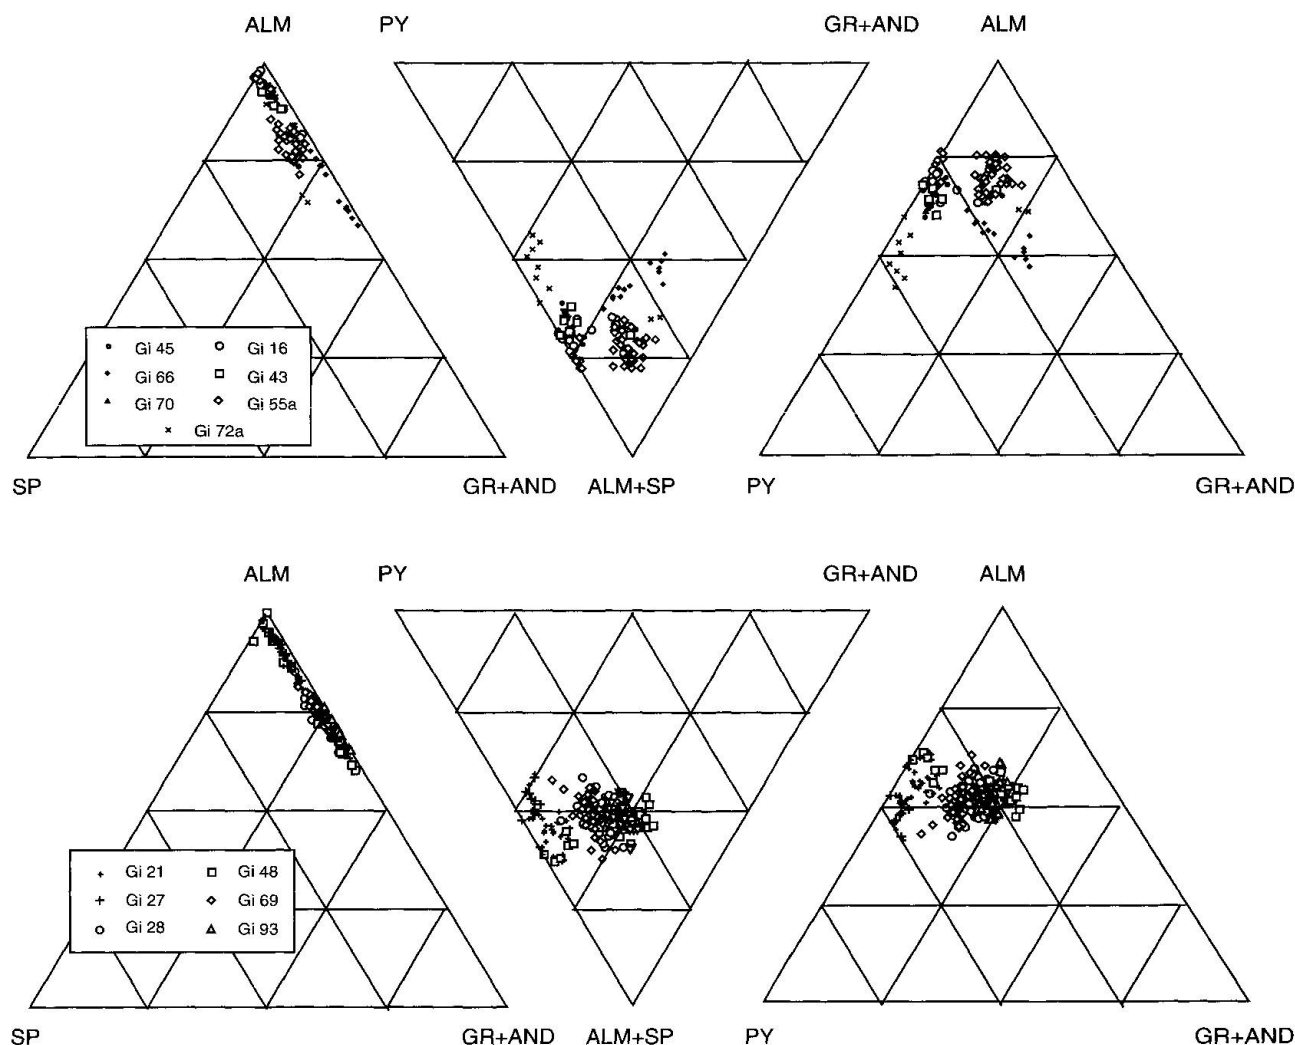 ALM PY GR+AND ALM
Gi 45 Gi 16
Gi 66 Gi 43
Gi 70 Gi 55a
Gi 72a
SP GR+AND ALM+SP PY GR+AND
ALM PY GR+AND ALM
Gi 21 Gi 48
Gi 27 Gi 69
Gi 28 Gi 93
SP GR+AND ALM+SP PY GR+AND